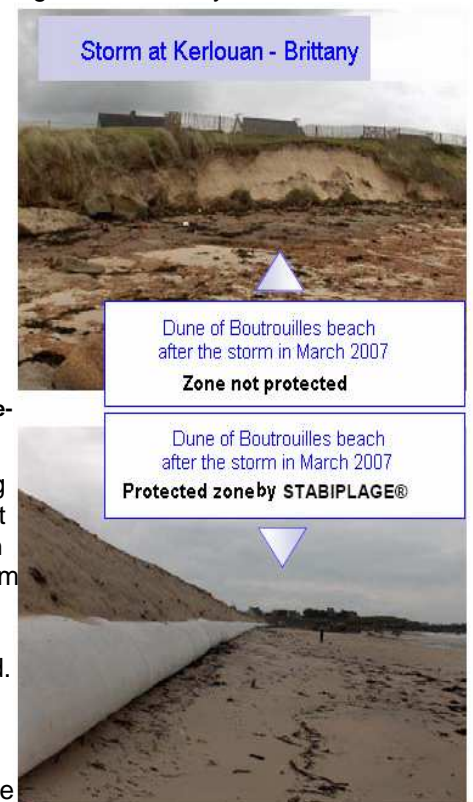 Storm at Kerlouan - Brittany
Dune of Boutrouilles beach
after the storm in March 2007
Zone not protected
Dune of Boutrouilles beach
after the storm in March 2007
Protected zoneby STABIPLAGE®